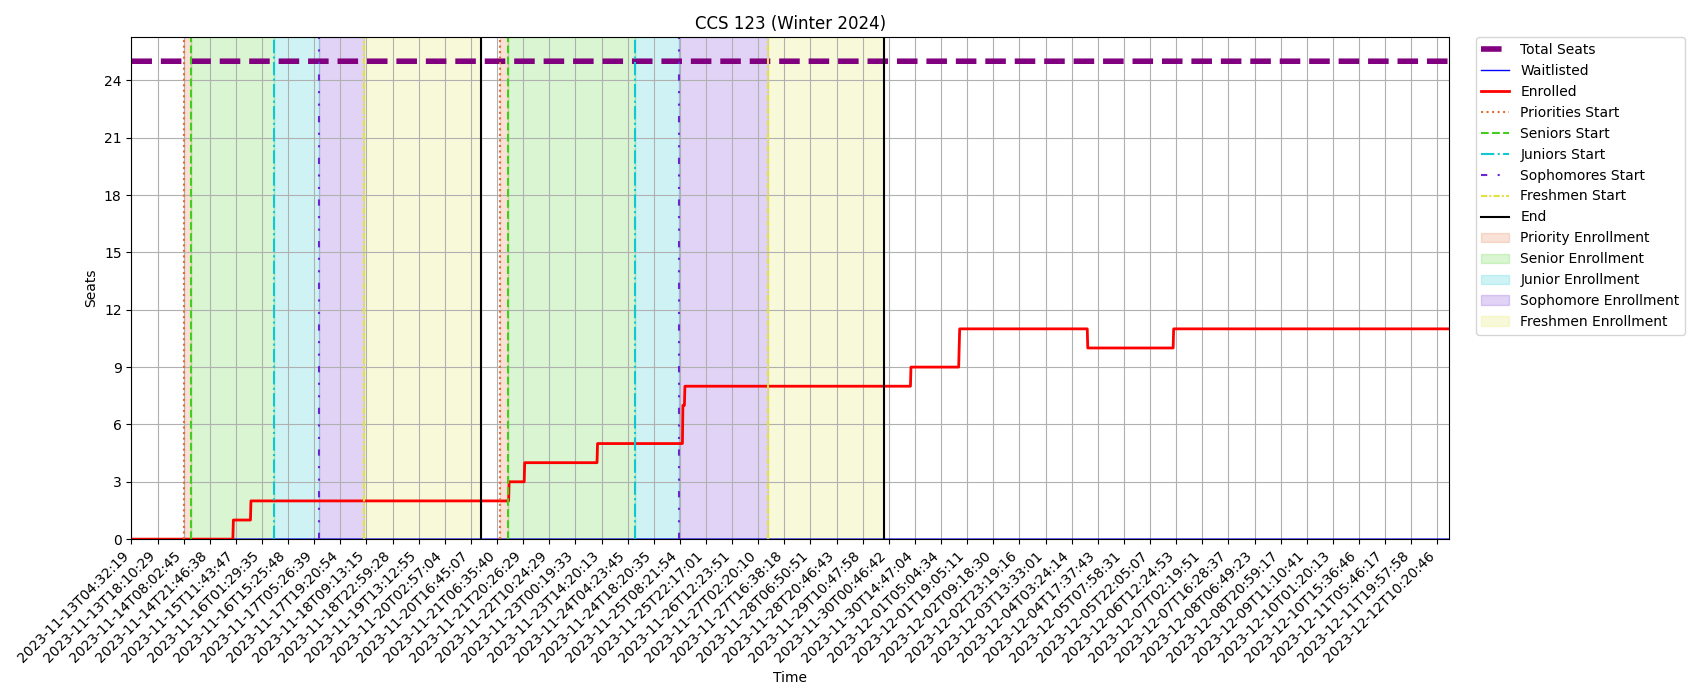 CCS 123 (Winter 2024)
Seats
24
21
18
15
12
9
6
3
0
2023-11-13T04:32:19
2023-11-13T18:10:29
2023-11-14T08:02:45
2023-11-14T21:46:38
2023-11-15T11:43:47
2023-11-16T01:29:35
2023-11-16T15:25:48
2023-11-17T05:26:39
2023-11-17T19:20:54
2023-11-18T09:13:15
2023-11-18T22:59:28
2023-11-19T13:12:55
2023-11-20T02:57:04
2023-11-20T16:45:07
2023-11-21T06:35:40
2023-11-21T20:26:29
2023-11-22T10:24:29
2023-11-23T00:19:33
2023-11-23T14:20:13
2023-11-24T04:23:45
2023-11-24T18:20:35
2023-11-25T08:21:54
2023-11-25T22:17:01
2023-11-26T12:23:51
2023-11-27T02:20:10
2023-11-27T16:38:18
2023-11-28T06:50:51
2023-11-28T20:46:43
2023-11-29T10:47:58
2023-11-30T00:46:42
2023-11-30T14:47:04
2023-12-01T05:04:34
2023-12-01T19:05:11
2023-12-02T09:18:30
2023-12-02T23:19:16
2023-12-03T13:33:01
2023-12-04T03:24:14
2023-12-04T17:37:43
2023-12-05T07:58:31
2023-12-05T22:05:07
2023-12-06T12:24:53
2023-12-07T02:19:51
2023-12-07T16:28:37
2023-12-08T06:49:23
2023-12-08T20:59:17
2023-12-09T11:10:41
2023-12-10T01:20:13
2023-12-10T15:36:46
2023-12-11T05:46:17
2023-12-11T19:57:58
2023-12-12T10:20:46
Time
Total Seats
Waitlisted
Enrolled
Priorities Start
Seniors Start
Juniors Start
Sophomores Start
Freshmen Start
End
Priority Enrollment
Senior Enrollment
Junior Enrollment
Sophomore Enrollment
Freshmen Enrollment